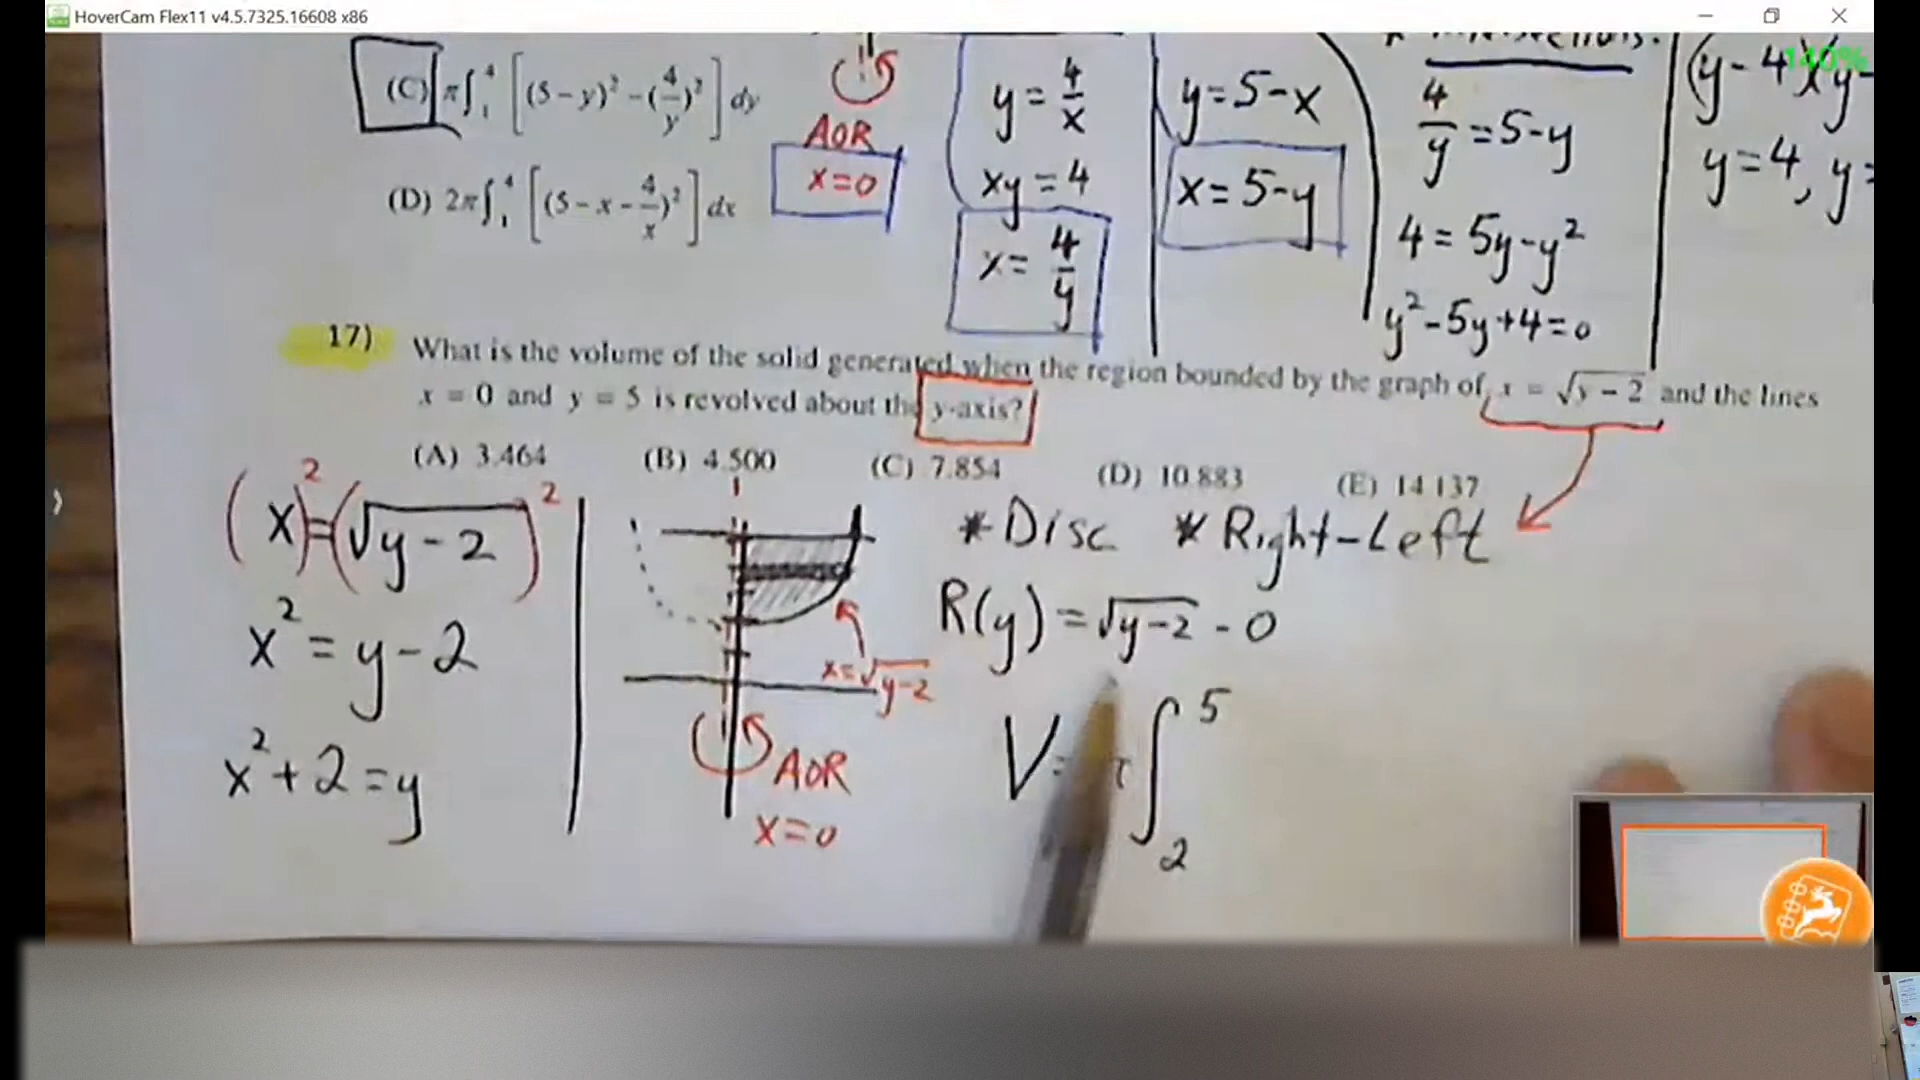 HoverCam Flex11 v4.5.7325.16608 x86
140%
(C) π∫₁⁴ [(5-y)² - (4/y)²] dy
(D) 2π∫₁⁴ [(5-x-4/x)²] dx
AOR
x=0
y=4/x
xy=4
x=4/y
y=5-x
x=5-y
4/y=5-y
4=5y-y²
y²-5y+4=0
(y-4)(y-
y=4, y=
17) What is the volume of the solid generated when the region bounded by the graph of x = √(y-2) and the lines
x = 0 and y = 5 is revolved about the y-axis?
(A) 3.464 (B) 4.500 (C) 7.854 (D) 10.883 (E) 14.137
(x)²=(√(y-2))²
x²=y-2
x²+2=y
x=√(y-2)
AOR
x=0
*Disc *Right-Left
R(y)=√(y-2)-0
V=π∫₂⁵